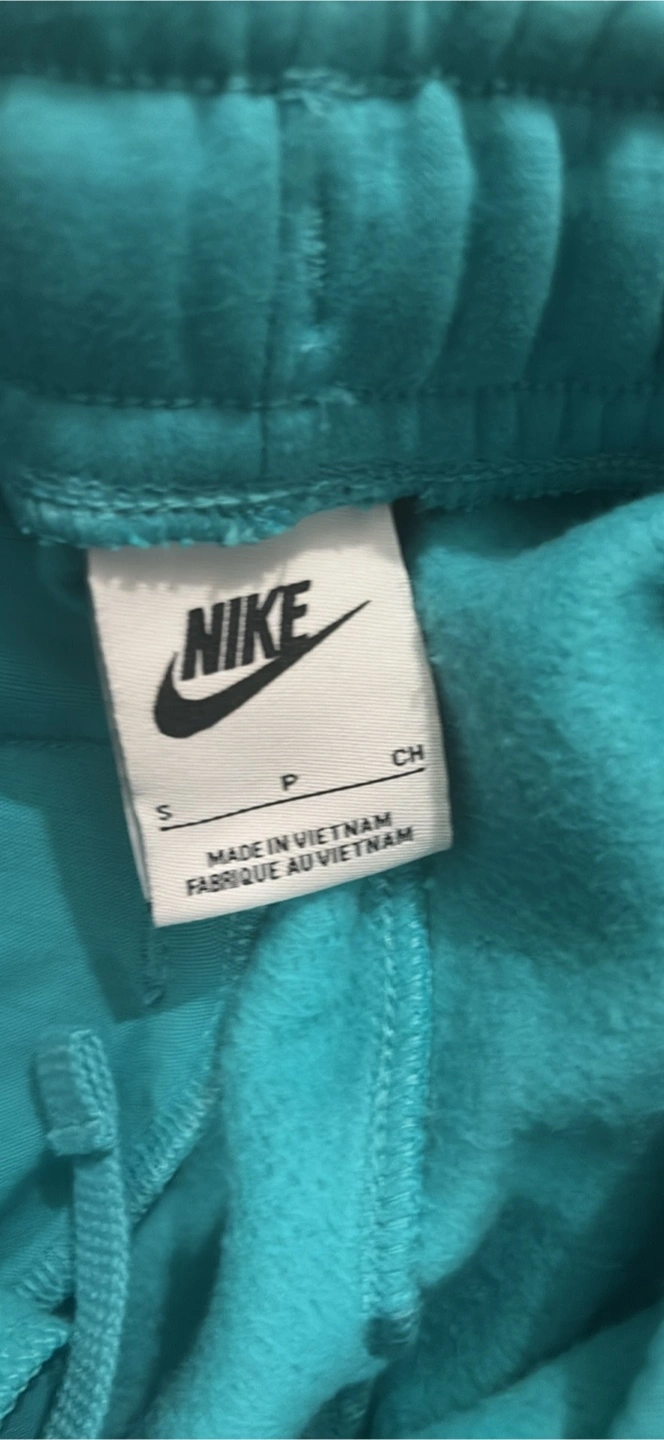 NIKE
S P CH
MADE IN VIETNAM
FABRIQUE AU VIETNAM